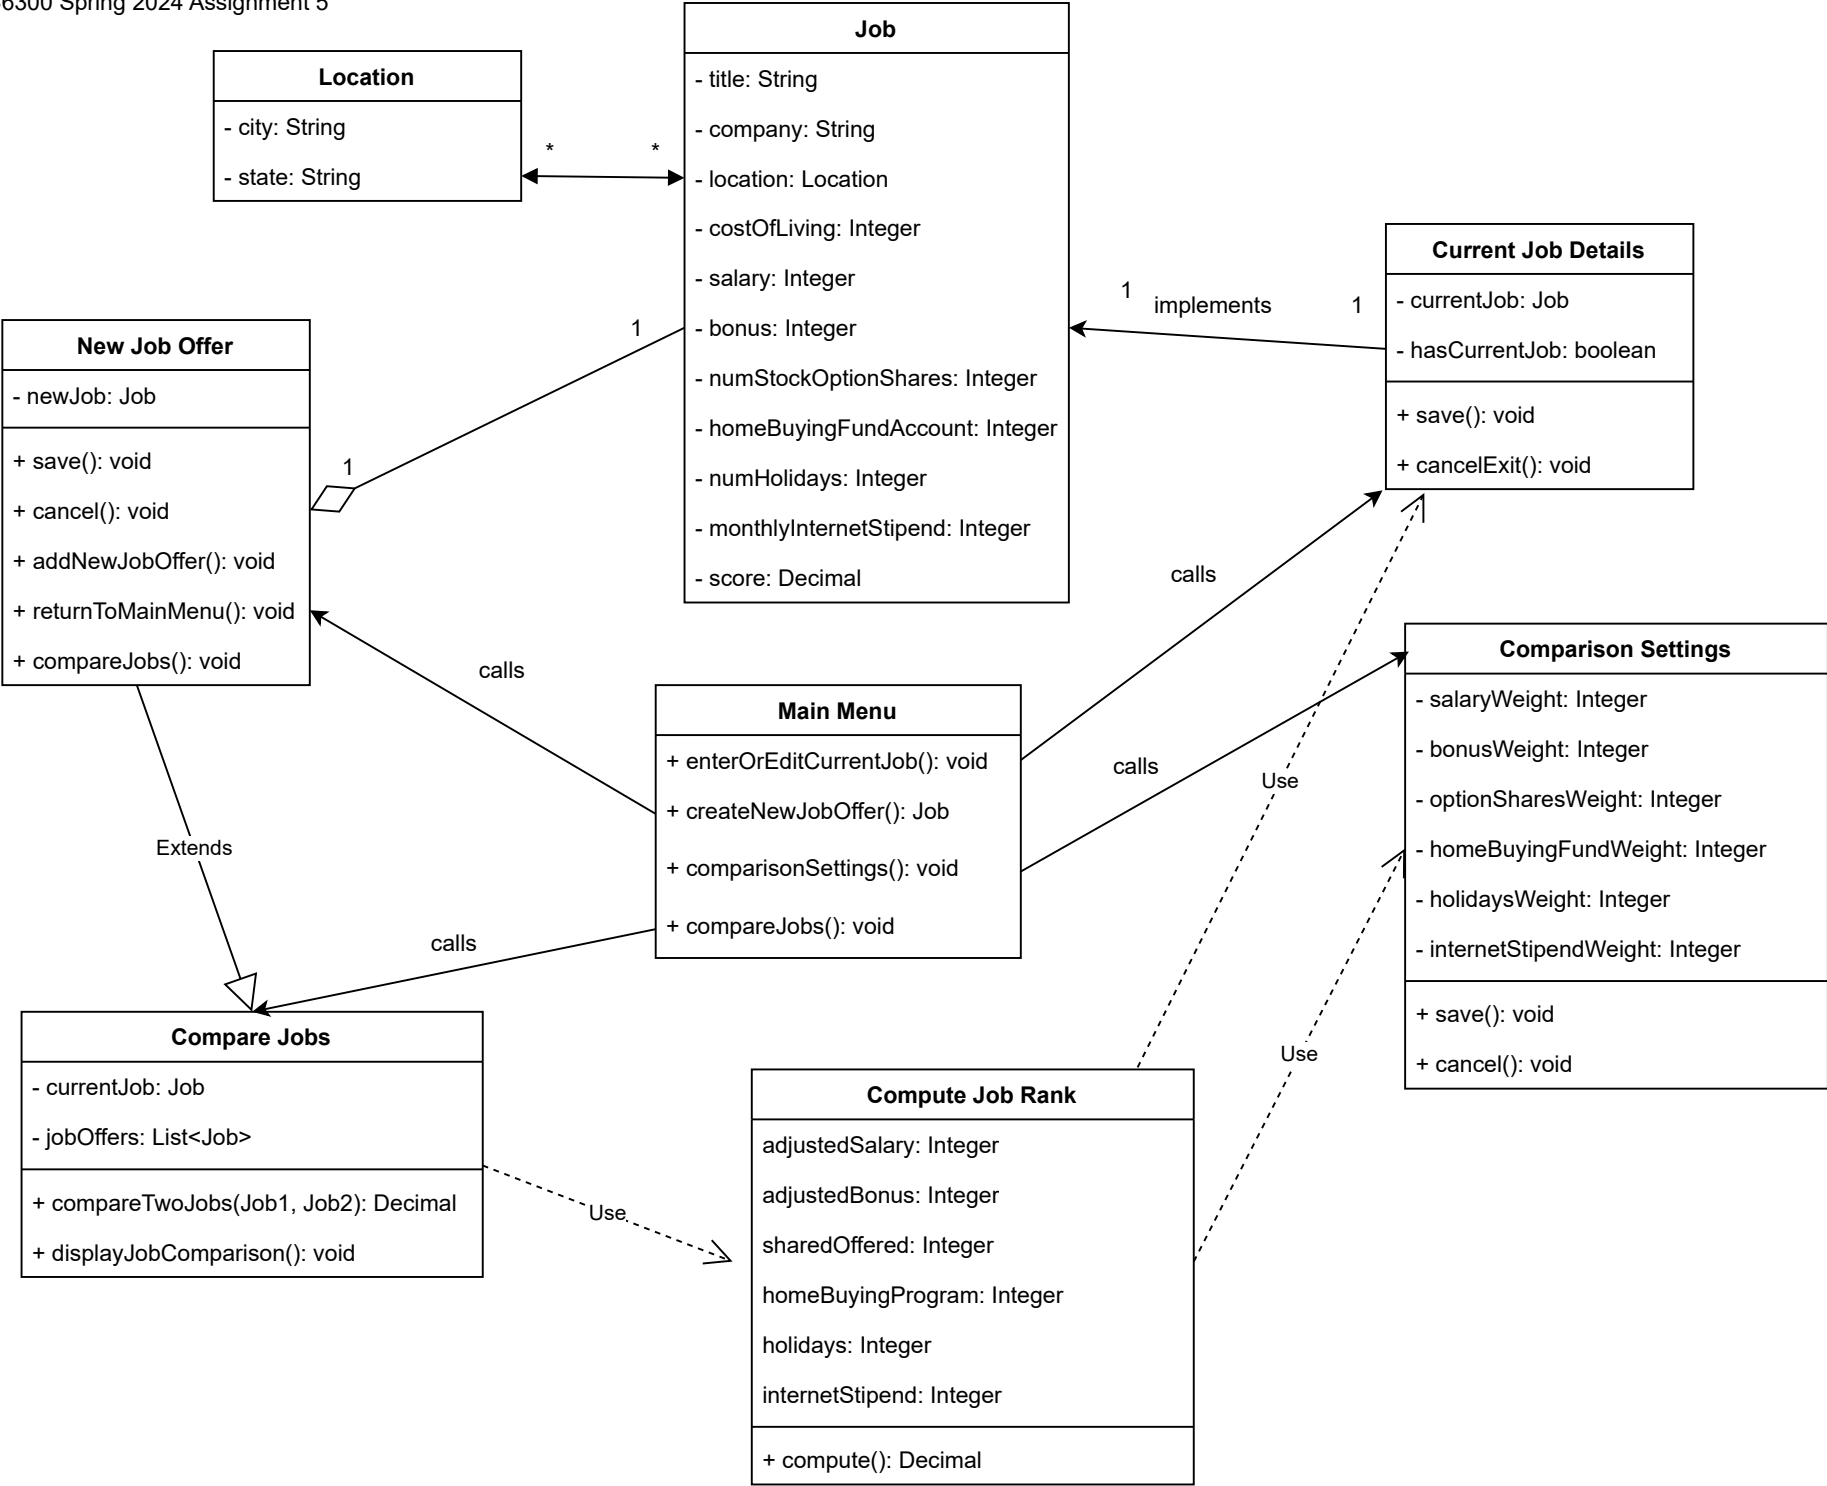 6300 Spring 2024 Assignment 5
Location
- city: String
- state: String
*
*
Job
- title: String
- company: String
- location: Location
- costOfLiving: Integer
- salary: Integer
- bonus: Integer
- numStockOptionShares: Integer
- homeBuyingFundAccount: Integer
- numHolidays: Integer
- monthlyInternetStipend: Integer
- score: Decimal
1
implements
1
Current Job Details
- currentJob: Job
- hasCurrentJob: boolean
+ save(): void
+ cancelExit(): void
New Job Offer
- newJob: Job
+ save(): void
+ cancel(): void
+ addNewJobOffer(): void
+ returnToMainMenu(): void
+ compareJobs(): void
1
1
calls
calls
calls
calls
Extends
Main Menu
+ enterOrEditCurrentJob(): void
+ createNewJobOffer(): Job
+ comparisonSettings(): void
+ compareJobs(): void
Use
Comparison Settings
- salaryWeight: Integer
- bonusWeight: Integer
- optionSharesWeight: Integer
- homeBuyingFundWeight: Integer
- holidaysWeight: Integer
- internetStipendWeight: Integer
+ save(): void
+ cancel(): void
Use
Compare Jobs
- currentJob: Job
- jobOffers: List<Job>
+ compareTwoJobs(Job1, Job2): Decimal
+ displayJobComparison(): void
Use
Compute Job Rank
adjustedSalary: Integer
adjustedBonus: Integer
sharedOffered: Integer
homeBuyingProgram: Integer
holidays: Integer
internetStipend: Integer
+ compute(): Decimal